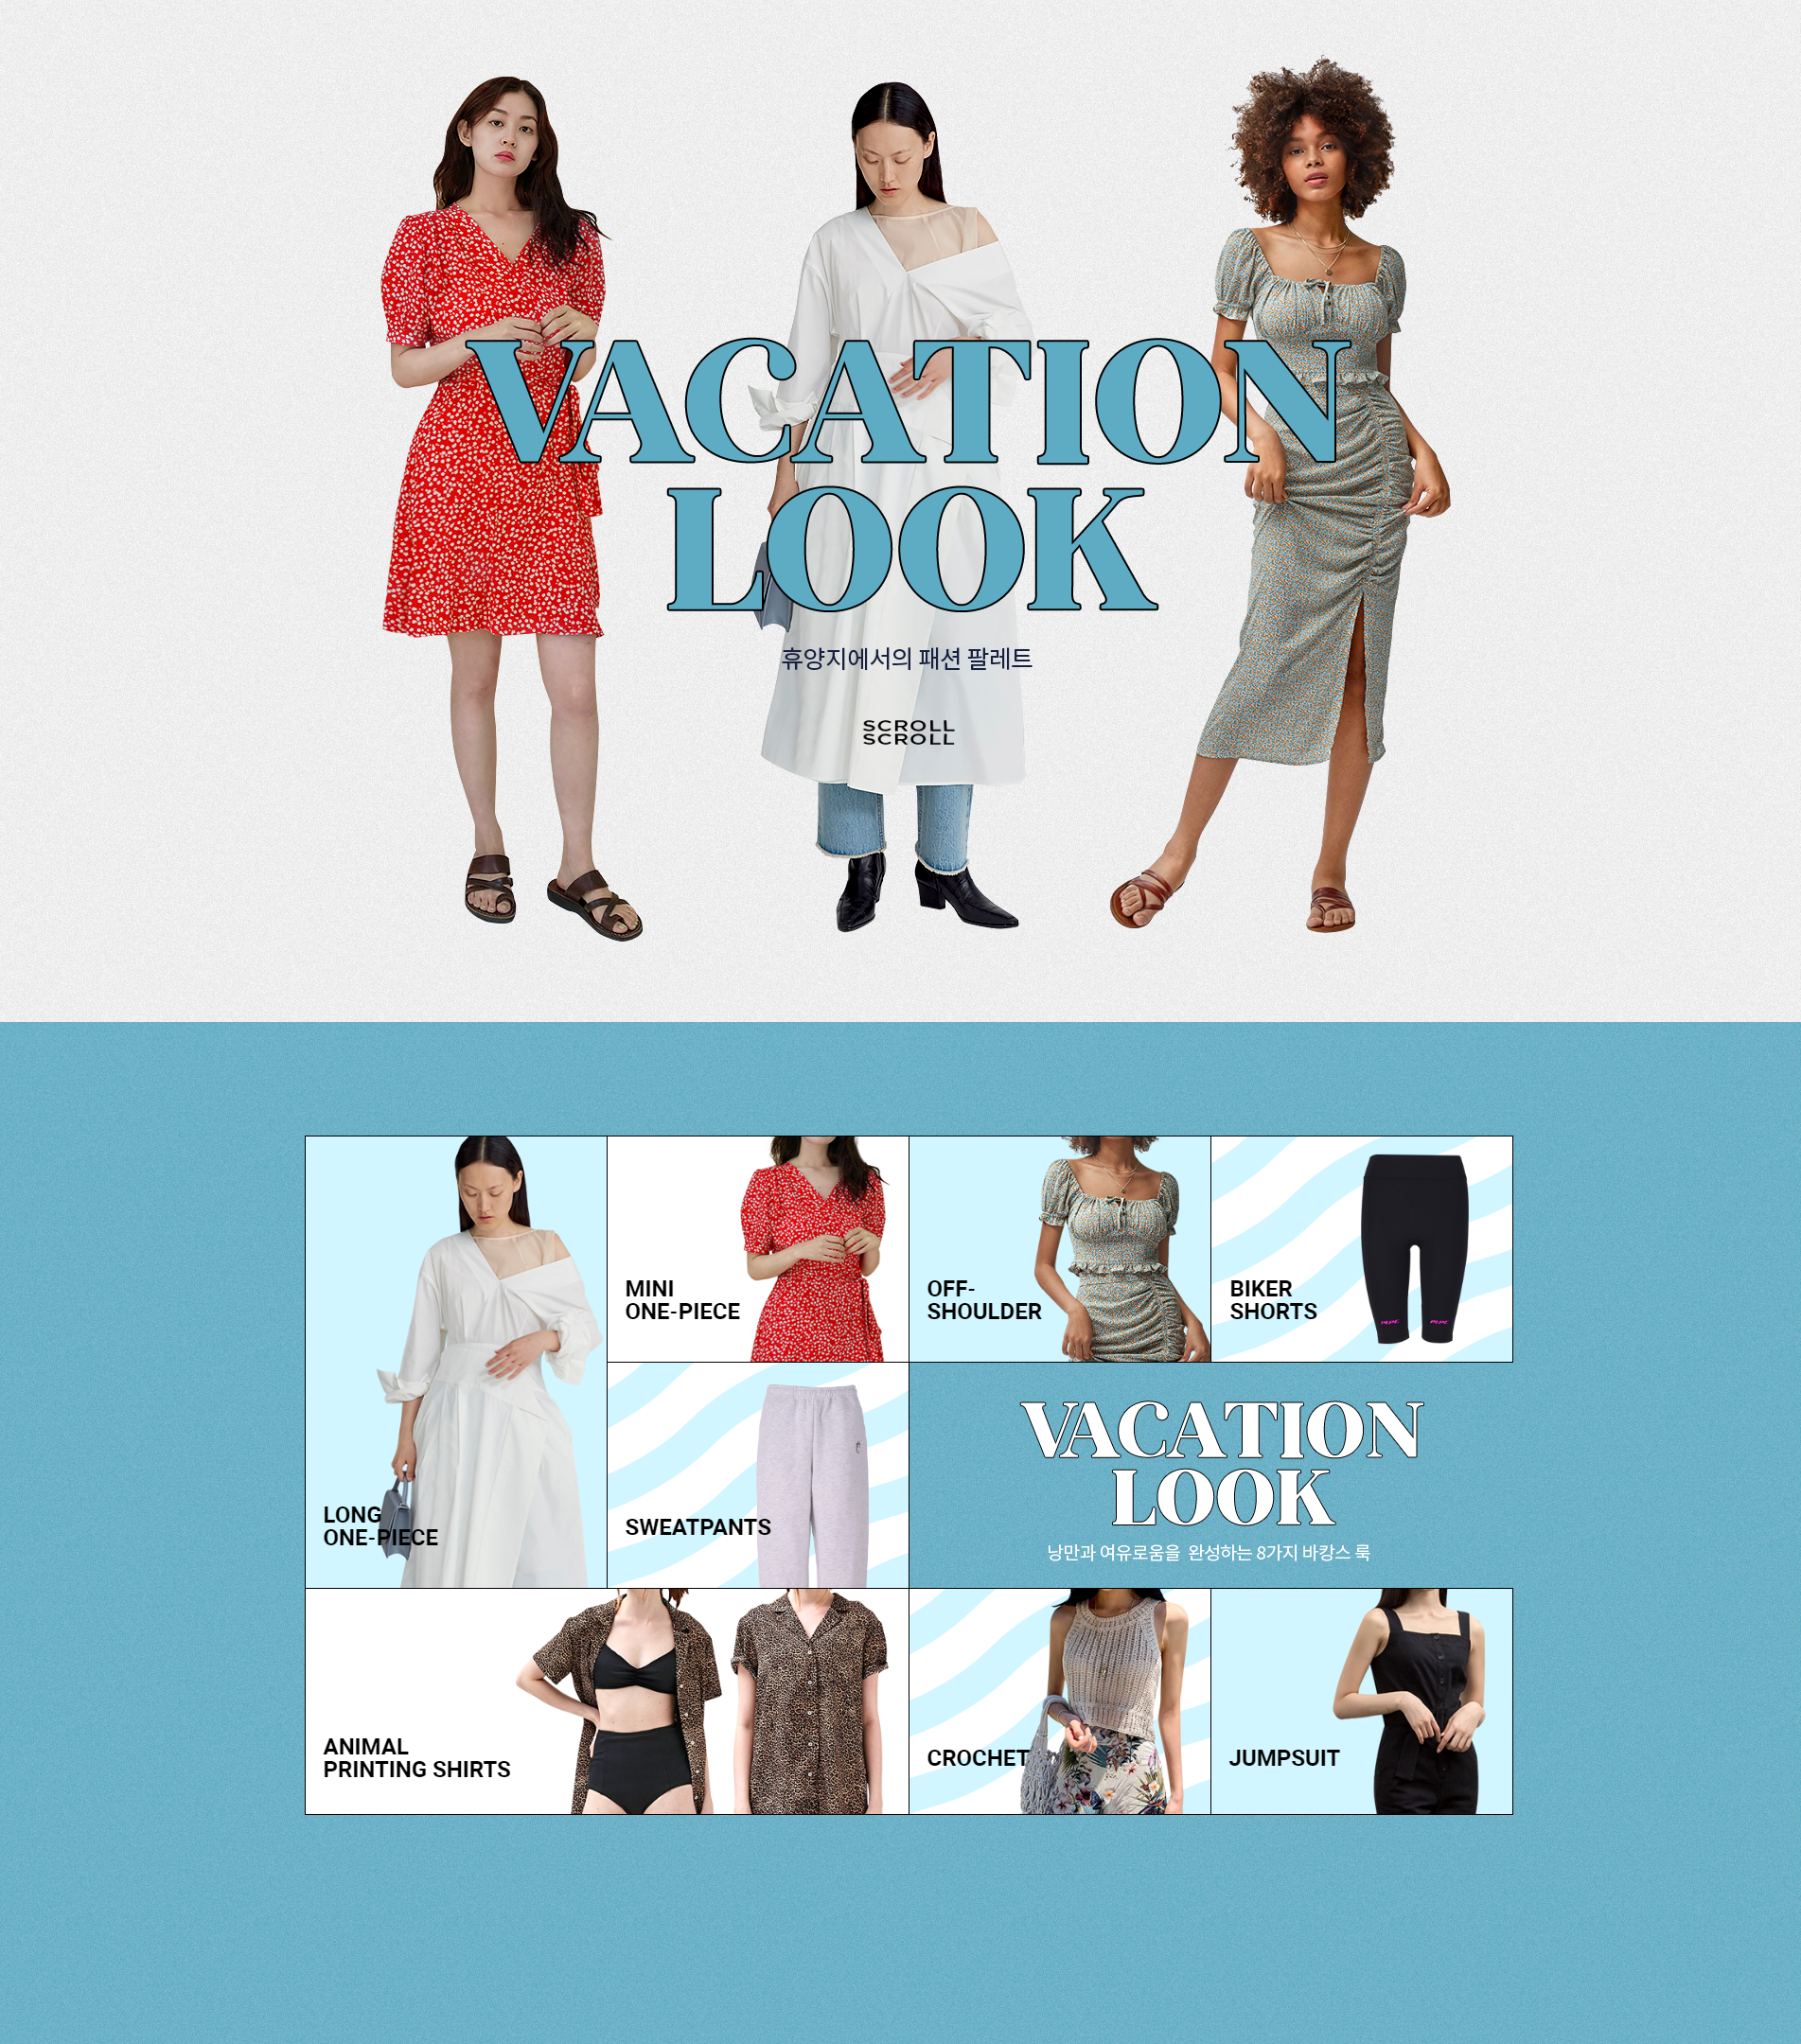 VACATION
LOOK
휴양지에서의 패션 팔레트
SCROLL
SCROLL
MINI
ONE-PIECE
OFF-
SHOULDER
BIKER
SHORTS
LONG
ONE-PIECE
SWEATPANTS
VACATION
LOOK
낭만과 여유로움을 완성하는 8가지 바캉스 룩
ANIMAL
PRINTING SHIRTS
CROCHET
JUMPSUIT